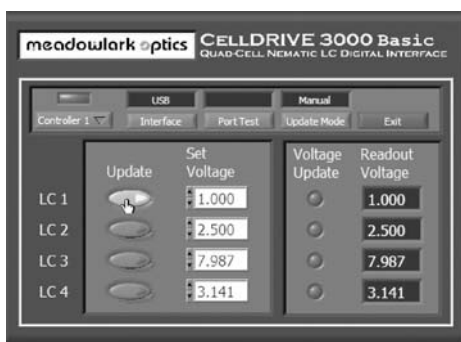 meadowlark optics CELLDRIVE 3000 Basic
QUAD-CELL NEMATIC LC DIGITAL INTERFACE
USB Manual
Controller 1 Interface Port Test Update Mode Exit
Update Set Voltage Voltage Update Readout Voltage
LC 1 1.000 1.000
LC 2 2.500 2.500
LC 3 7.987 7.987
LC 4 3.141 3.141